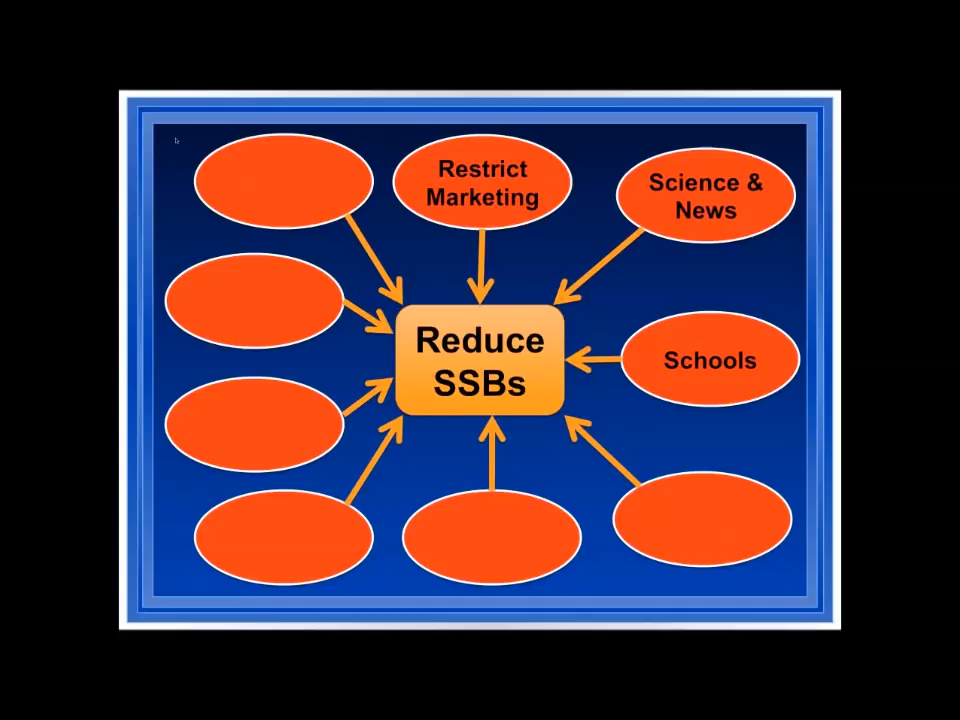 Restrict
Marketing
Science &
News
Reduce
SSBs
Schools